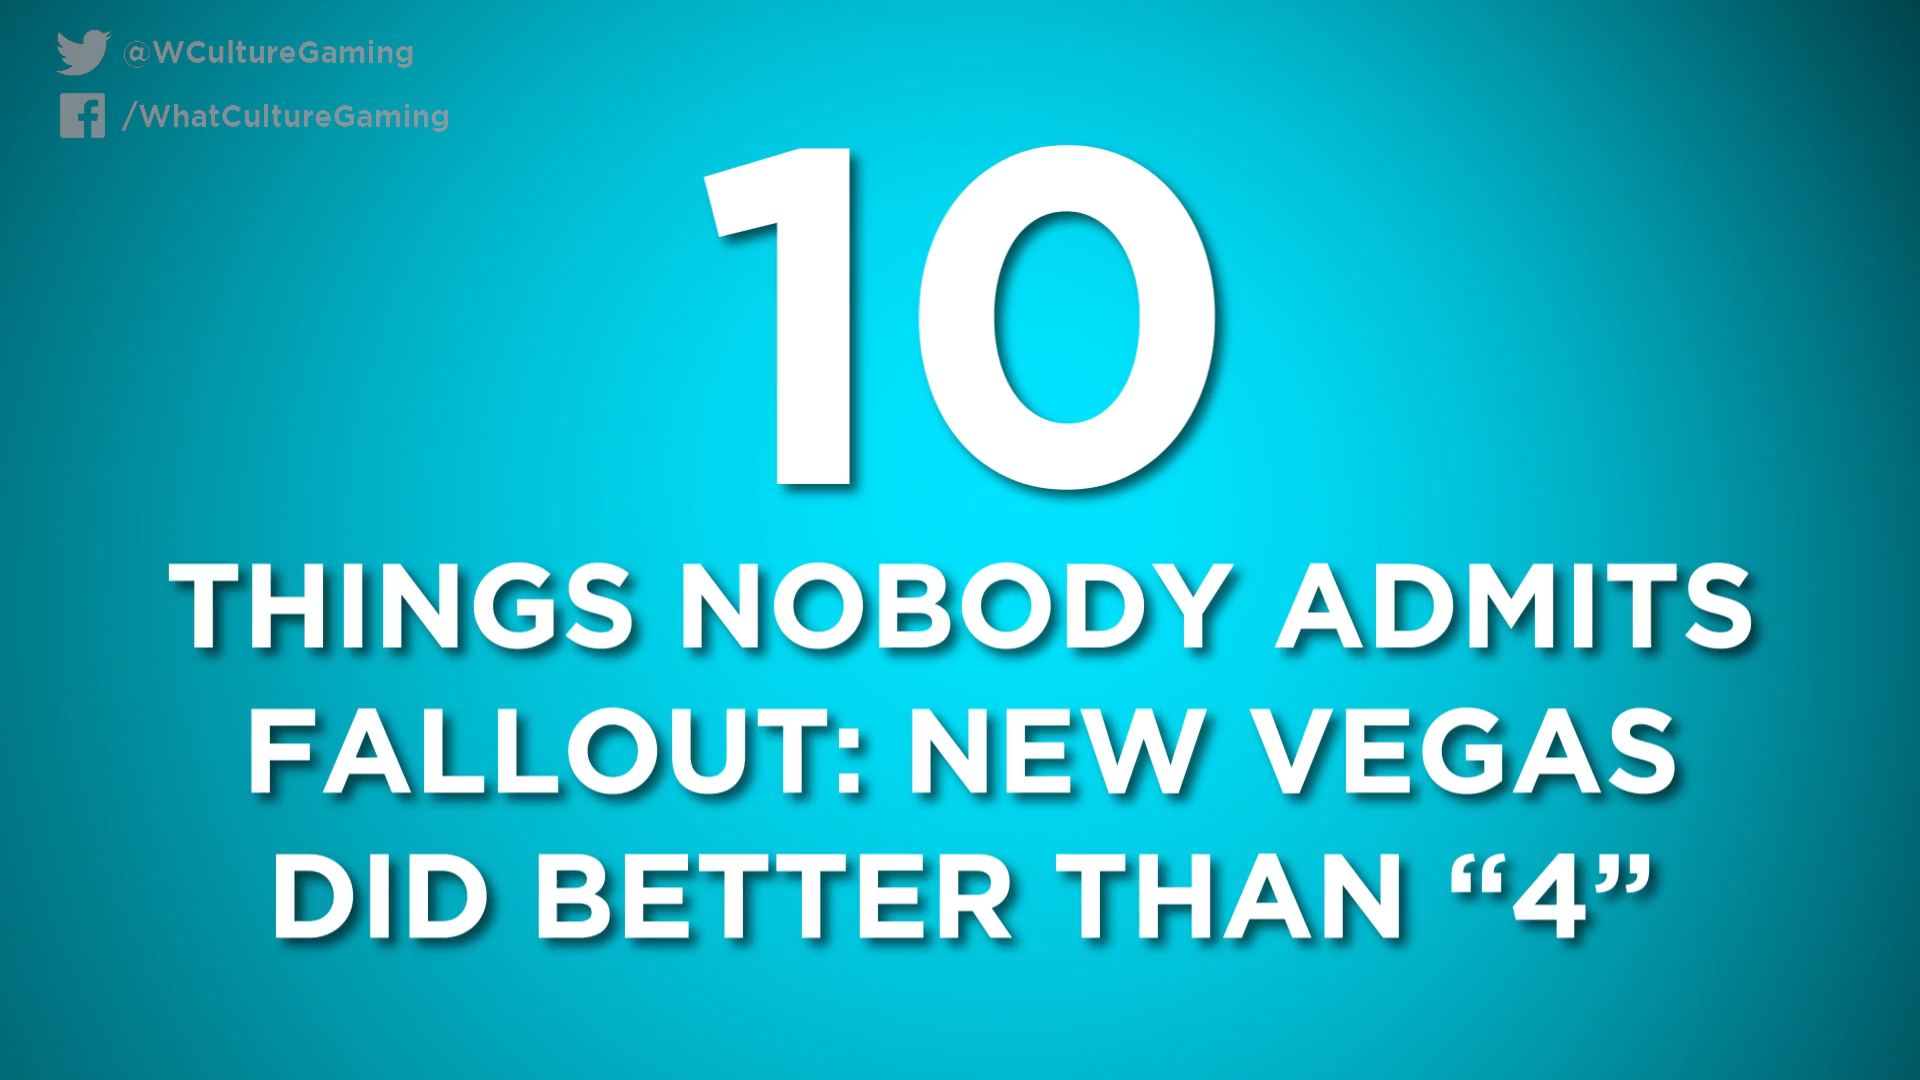 @WCultureGaming
/WhatCultureGaming
10
THINGS NOBODY ADMITS
FALLOUT: NEW VEGAS
DID BETTER THAN “4”